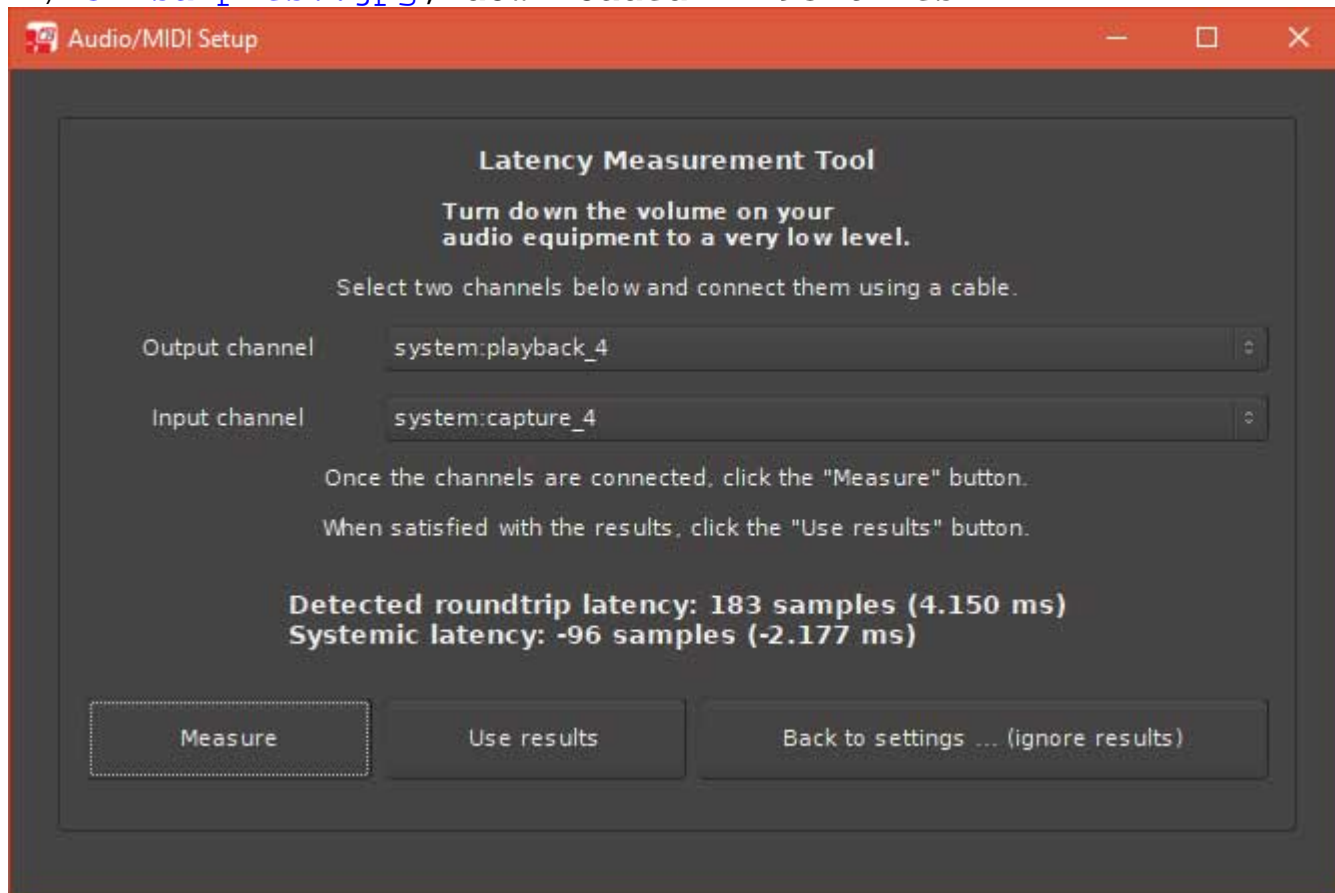 Audio/MIDI Setup
Latency Measurement Tool
Turn down the volume on your
audio equipment to a very low level.
Select two channels below and connect them using a cable.
Output channel system:playback_4
Input channel system:capture_4
Once the channels are connected, click the "Measure" button.
When satisfied with the results, click the "Use results" button.
Detected roundtrip latency: 183 samples (4.150 ms)
Systemic latency: -96 samples (-2.177 ms)
Measure Use results Back to settings ... (ignore results)